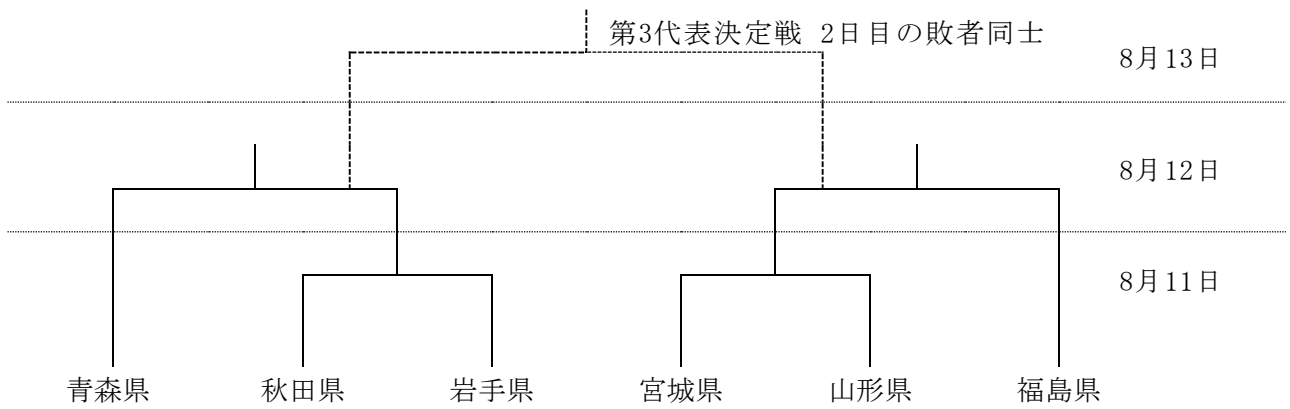 第3代表決定戦 2日目の敗者同士
8月13日
8月12日
8月11日
青森県 秋田県 岩手県 宮城県 山形県 福島県